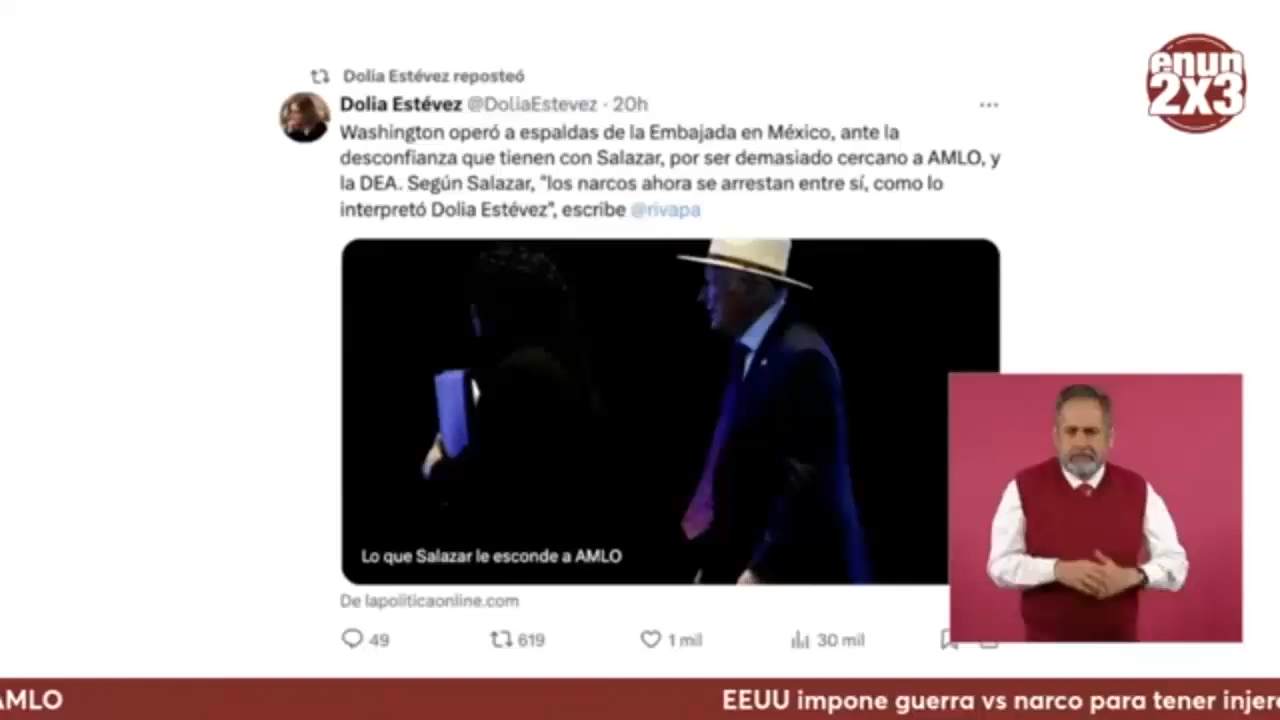 enun
2x3
Dolia Estévez reposteó
Dolia Estévez @DoliaEstevez · 20h
Washington operó a espaldas de la Embajada en México, ante la
desconfianza que tienen con Salazar, por ser demasiado cercano a AMLO, y
la DEA. Según Salazar, "los narcos ahora se arrestan entre sí, como lo
interpretó Dolia Estévez", escribe @rivapa
Lo que Salazar le esconde a AMLO
De lapoliticaonline.com
49 619 1 mil 30 mil
AMLO EEUU impone guerra vs narco para tener